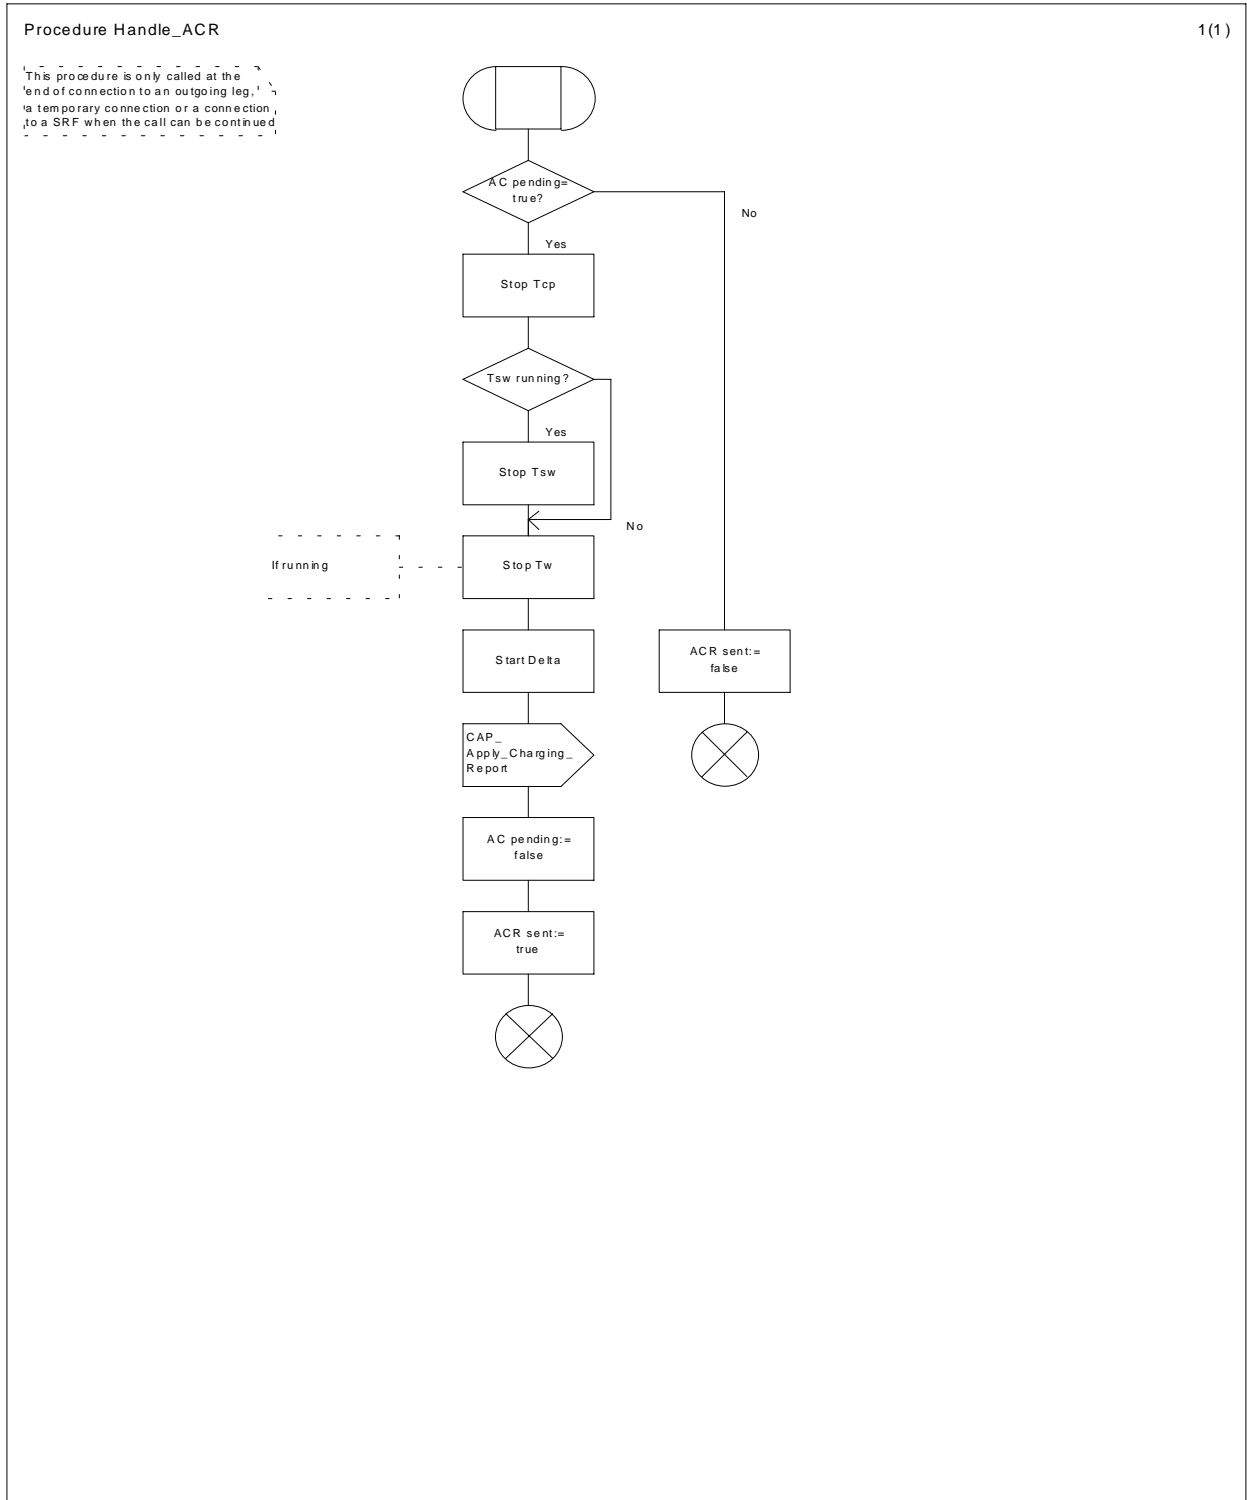 Procedure Handle_ACR
1(1)
This procedure is only called at the
end of connection to an outgoing leg,
a temporary connection or a connection
to a SRF when the call can be continued
AC pending=
true?
No
Yes
Stop Tcp
Tsw running?
Yes
Stop Tsw
No
If running
Stop Tw
Start Delta
ACR sent:=
false
CAP_
Apply_Charging_
Report
AC pending:=
false
ACR sent:=
true